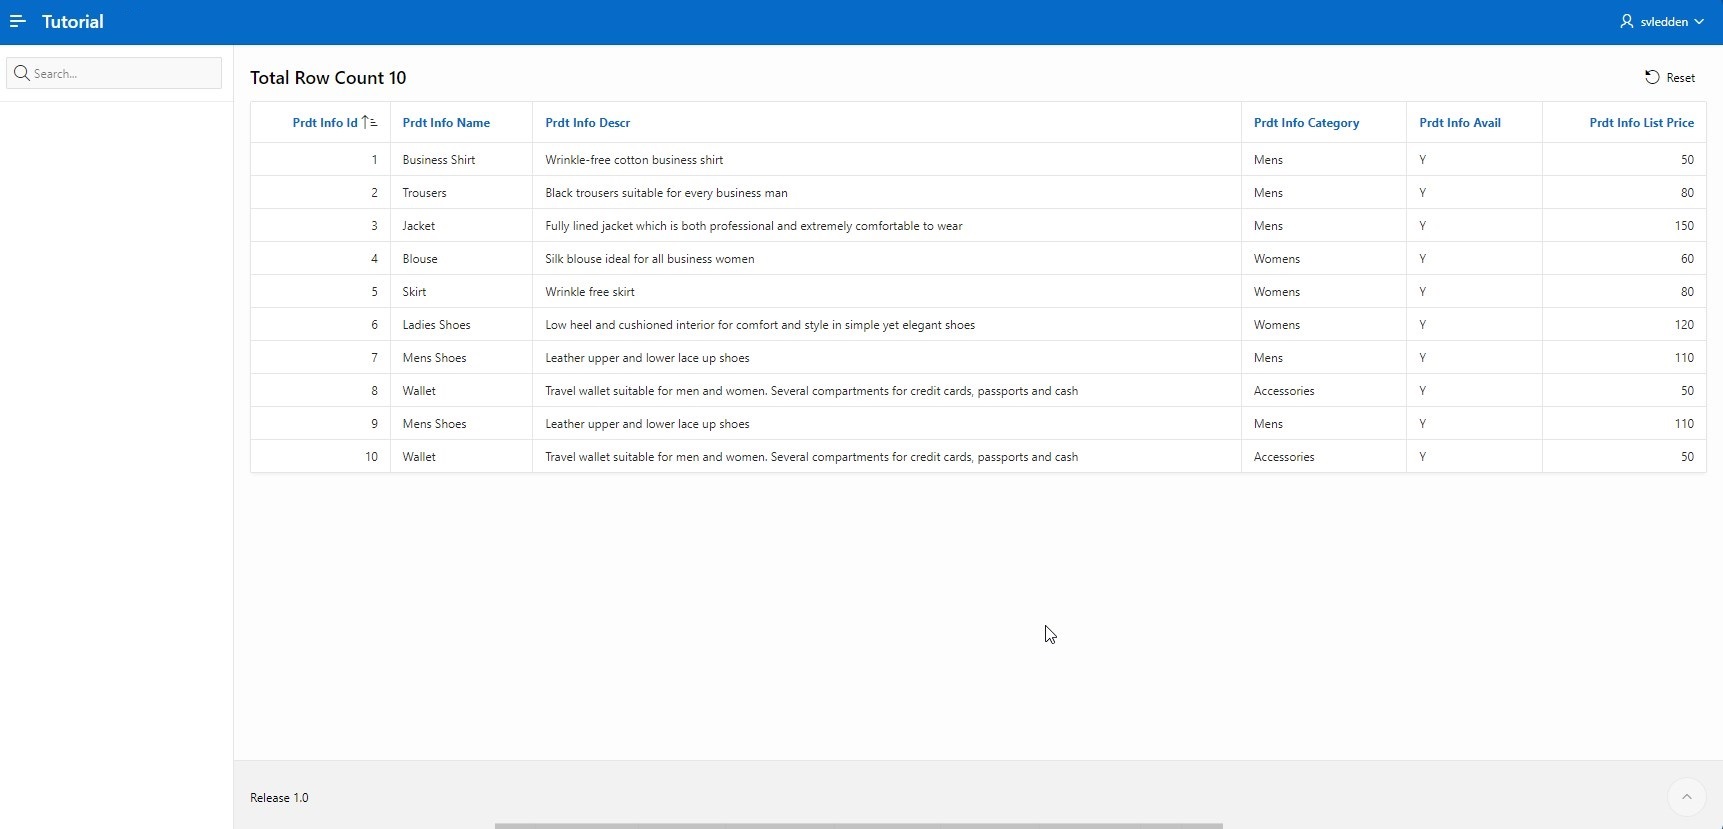 Tutorial
svledden
Search...
Total Row Count 10
Reset
Prdt Info Id Prdt Info Name Prdt Info Descr Prdt Info Category Prdt Info Avail Prdt Info List Price
1 Business Shirt Wrinkle-free cotton business shirt Mens Y 50
2 Trousers Black trousers suitable for every business man Mens Y 80
3 Jacket Fully lined jacket which is both professional and extremely comfortable to wear Mens Y 150
4 Blouse Silk blouse ideal for all business women Womens Y 60
5 Skirt Wrinkle free skirt Womens Y 80
6 Ladies Shoes Low heel and cushioned interior for comfort and style in simple yet elegant shoes Womens Y 120
7 Mens Shoes Leather upper and lower lace up shoes Mens Y 110
8 Wallet Travel wallet suitable for men and women. Several compartments for credit cards, passports and cash Accessories Y 50
9 Mens Shoes Leather upper and lower lace up shoes Mens Y 110
10 Wallet Travel wallet suitable for men and women. Several compartments for credit cards, passports and cash Accessories Y 50
Release 1.0